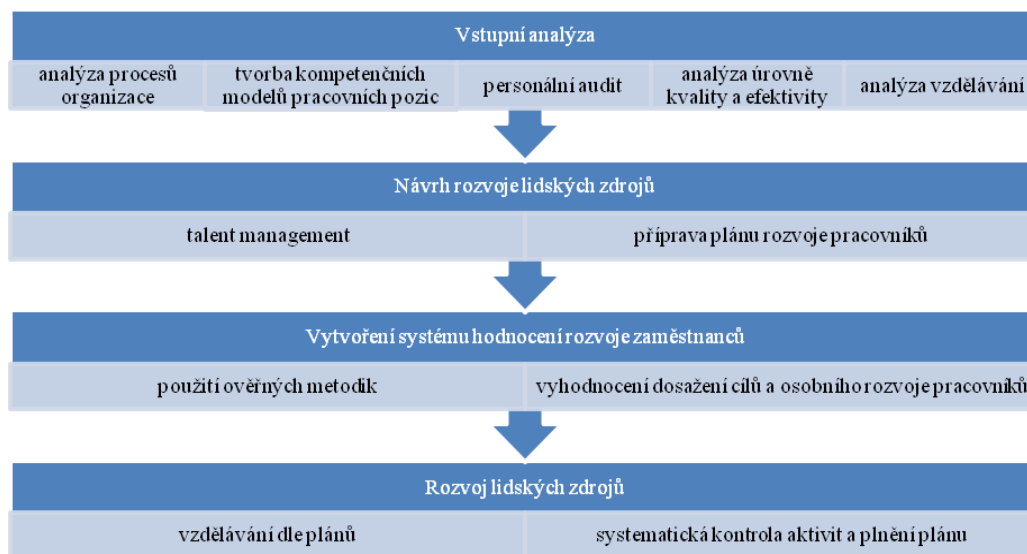 Vstupní analýza
analýza procesů
organizace
tvorba kompetenčních
modelů pracovních pozic
personální audit
analýza úrovně
kvality a efektivity
analýza vzdělávání
Návrh rozvoje lidských zdrojů
talent management
příprava plánu rozvoje pracovníků
Vytvoření systému hodnocení rozvoje zaměstnanců
použití ověřných metodik
vyhodnocení dosažení cílů a osobního rozvoje pracovníků
Rozvoj lidských zdrojů
vzdělávání dle plánů
systematická kontrola aktivit a plnění plánu